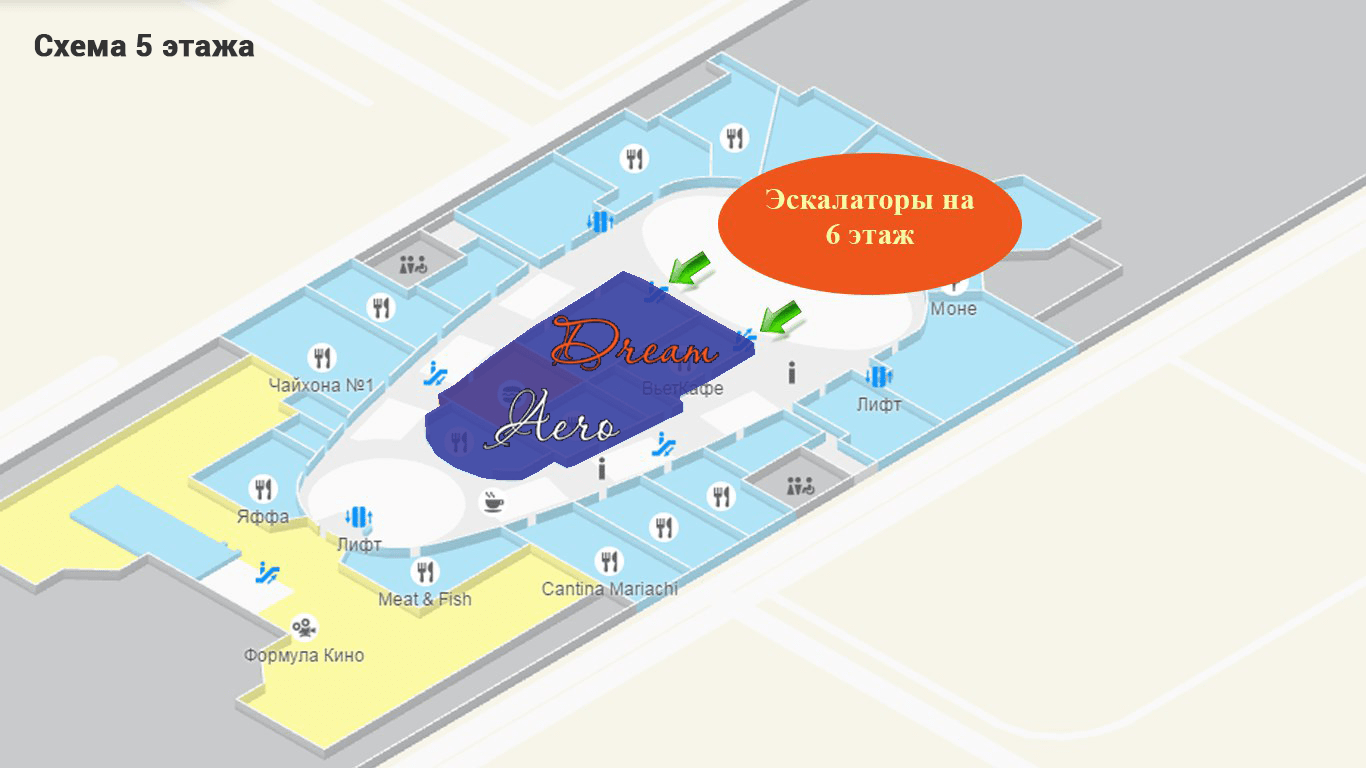 Схема 5 этажа
Эскалаторы на
6 этаж
Моне
Dream
Чайхона №1
ВьетКафе
Лифт
Aero
Яффа
Лифт
Cantina Mariachi
Meat & Fish
Формула Кино